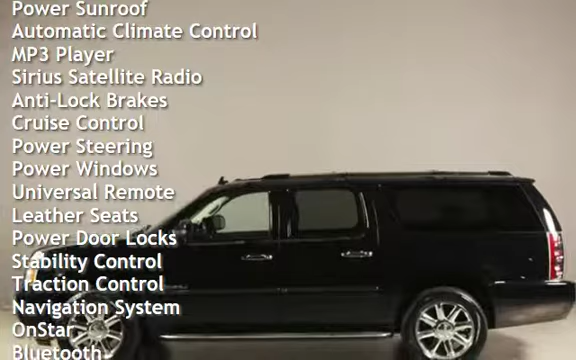 Power Sunroof
Automatic Climate Control
MP3 Player
Sirius Satellite Radio
Anti-Lock Brakes
Cruise Control
Power Steering
Power Windows
Universal Remote
Leather Seats
Power Door Locks
Stability Control
Traction Control
Navigation System
OnStar
Bluetooth